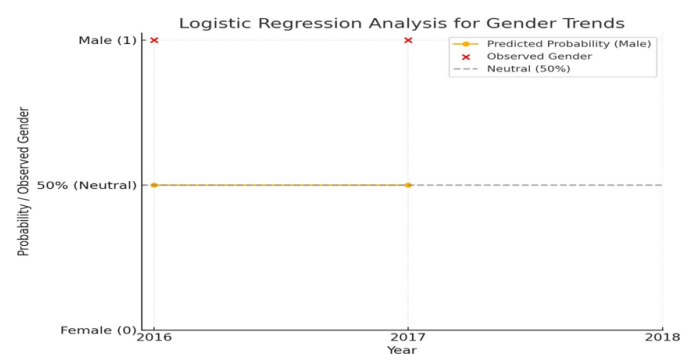 Logistic Regression Analysis for Gender Trends
Male (1)
Predicted Probability (Male)
Observed Gender
Neutral (50%)
Probability / Observed Gender
50% (Neutral)
Female (0)
2016
2017
2018
Year